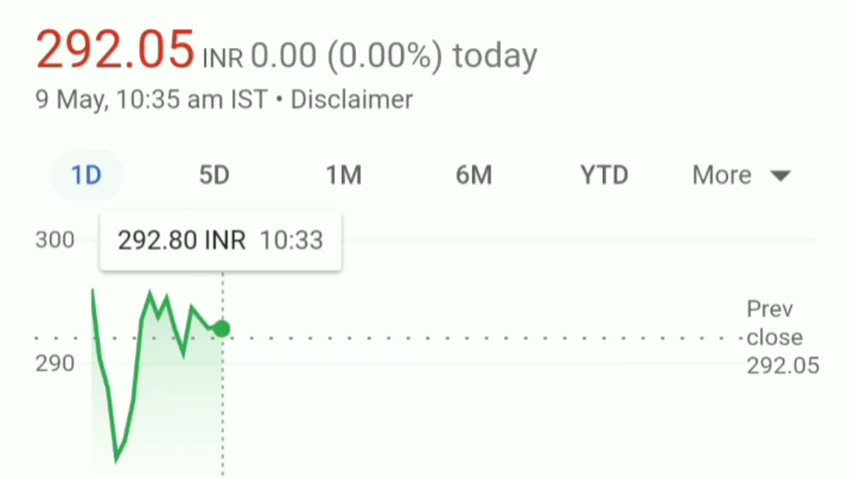 292.05 INR 0.00 (0.00%) today
9 May, 10:35 am IST • Disclaimer
1D 5D 1M 6M YTD More
300
292.80 INR 10:33
290
Prev
close
292.05